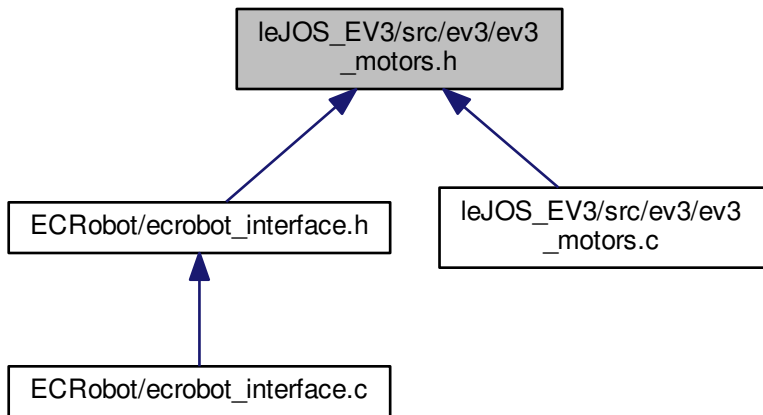 leJOS_EV3/src/ev3/ev3
_motors.h
ECRobot/ecrobot_interface.h
leJOS_EV3/src/ev3/ev3
_motors.c
ECRobot/ecrobot_interface.c